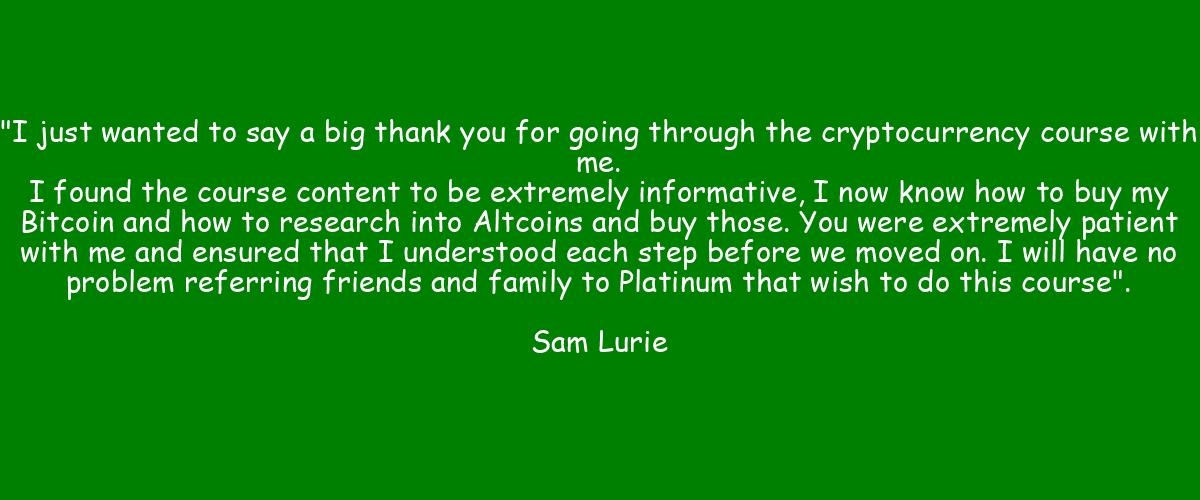 "I just wanted to say a big thank you for going through the cryptocurrency course with
me.
I found the course content to be extremely informative, I now know how to buy my
Bitcoin and how to research into Altcoins and buy those. You were extremely patient
with me and ensured that I understood each step before we moved on. I will have no
problem referring friends and family to Platinum that wish to do this course".
Sam Lurie